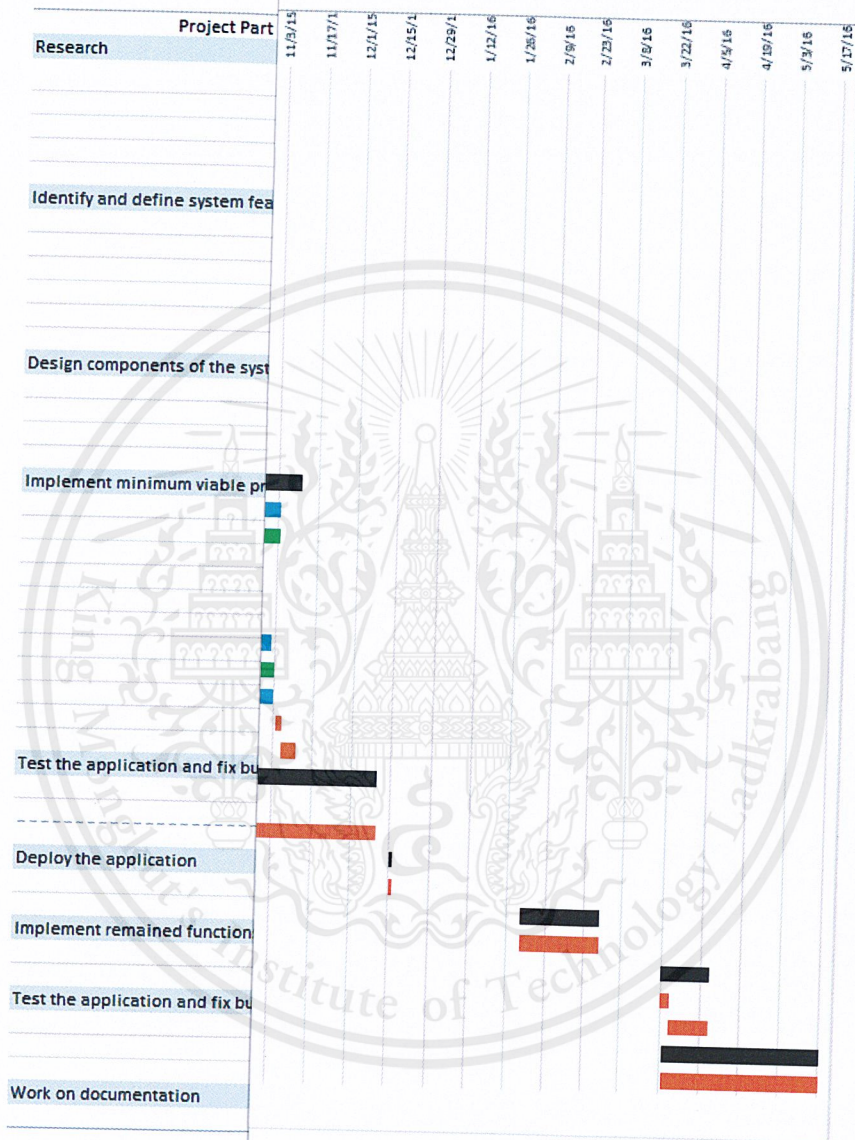 Project Part
11/3/15
11/17/1
12/1/15
12/15/1
12/29/1
1/12/16
1/26/16
2/9/16
2/23/16
3/8/16
3/22/16
4/5/16
4/19/16
5/3/16
5/17/16
Research
Identify and define system fea
Design components of the syst
Implement minimum viable pr
Test the application and fix bu
Deploy the application
Implement remained function
Test the application and fix bu
Work on documentation
King Mongkut's Institute of Technology Ladkrabang